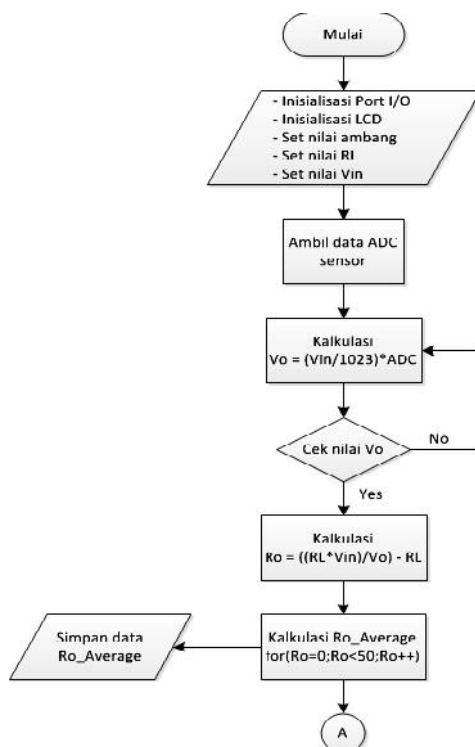 Mulai
- Inisialisasi Port I/O
- Inisialisasi LCD
- Set nilai ambang
- Set nilai RL
- Set nilai Vin
Ambil data ADC
sensor
Kalkulasi
Vo = (Vin/1023)*ADC
Cek nilai Vo
No
Yes
Kalkulasi
Ro = ((RL*Vin)/Vo) - RL
Simpan data
Ro_Average
Kalkulasi Ro_Average
for(Ro=0;Ro<50;Ro++)
A